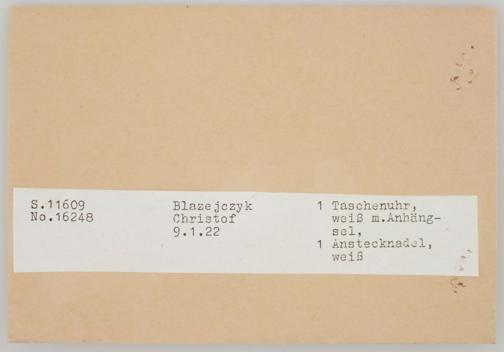 S.11609 Blazejczyk 1 Taschenuhr,
No.16248 Christof weiß m.Anhäng-
9.1.22 sel,
1 Anstecknadel,
weiß